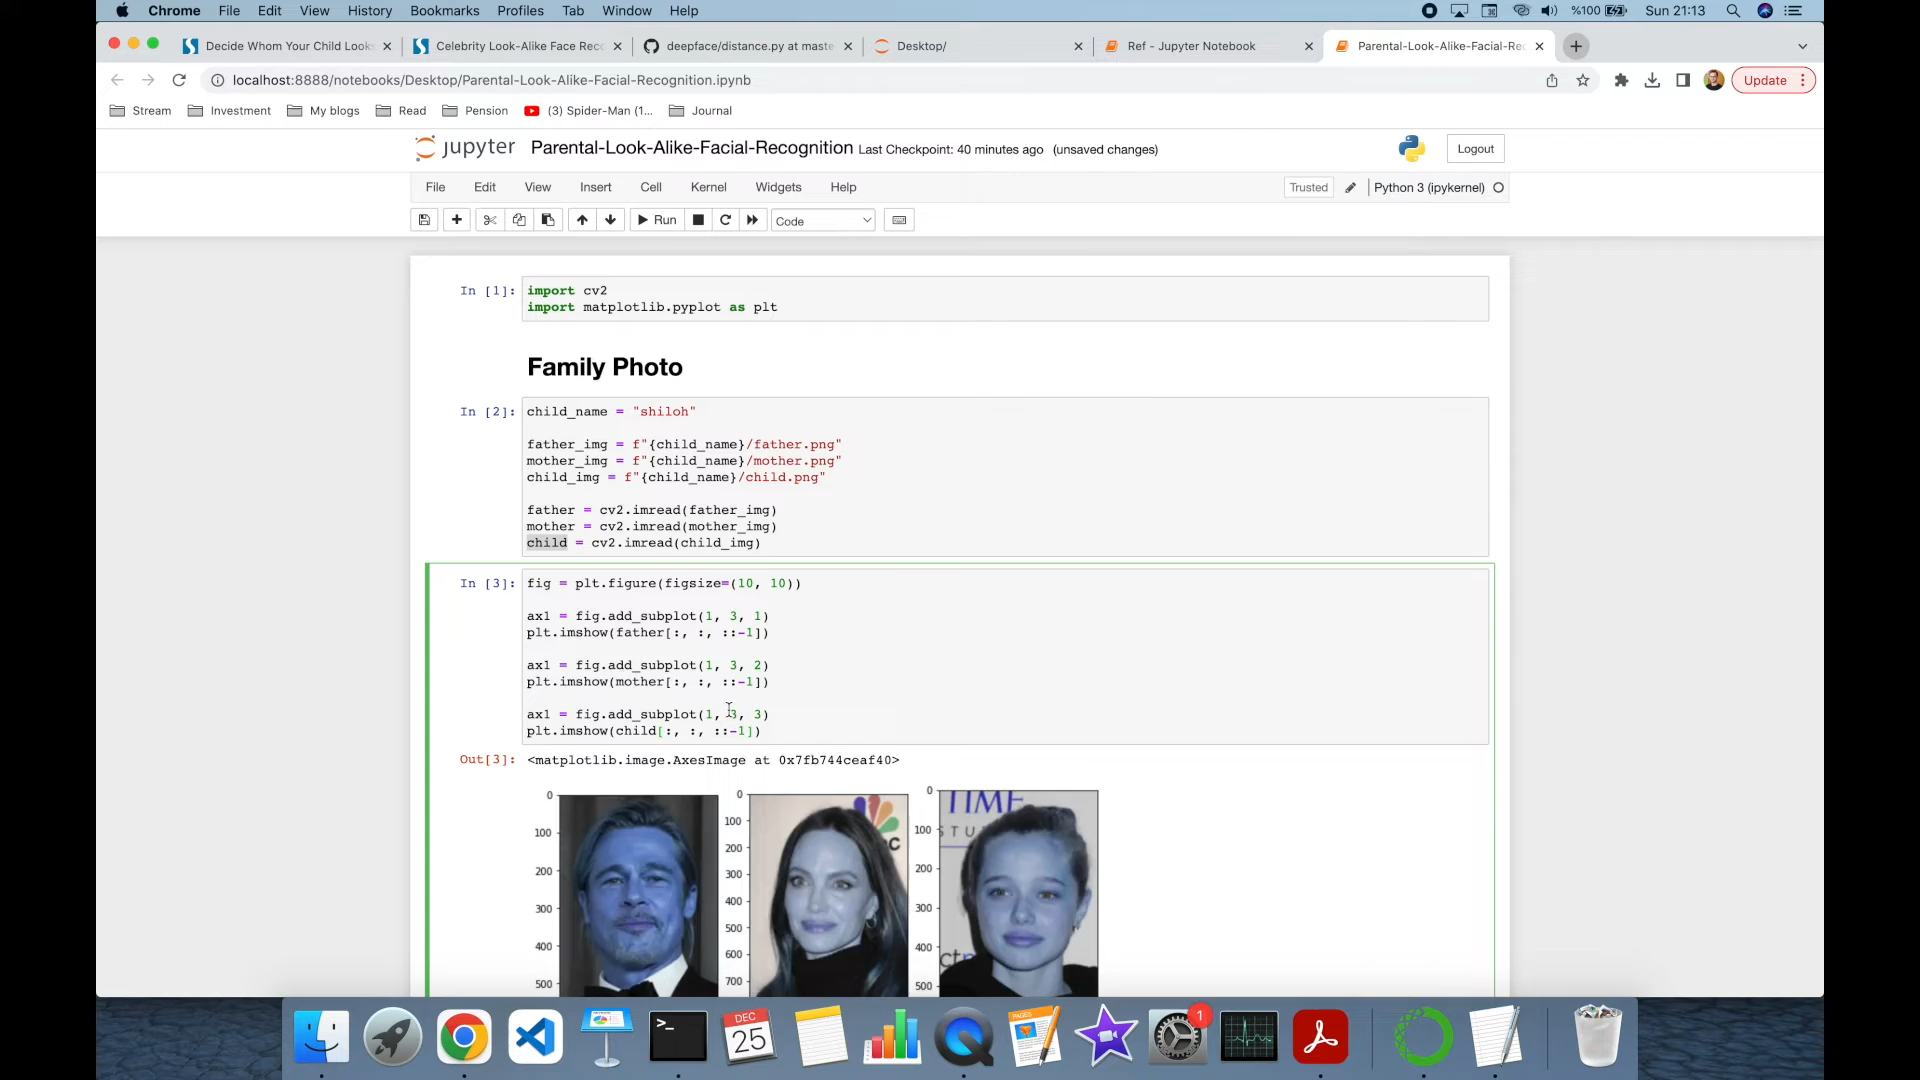 Chrome File Edit View History Bookmarks Profiles Tab Window Help %100 Sun 21:13
Decide Whom Your Child Looks Celebrity Look-Alike Face Rec deepface/distance.py at maste Desktop/ Ref - Jupyter Notebook Parental-Look-Alike-Facial-Re
localhost:8888/notebooks/Desktop/Parental-Look-Alike-Facial-Recognition.ipynb Update
Stream Investment My blogs Read Pension (3) Spider-Man (1... Journal
jupyter Parental-Look-Alike-Facial-Recognition Last Checkpoint: 40 minutes ago (unsaved changes) Logout
File Edit View Insert Cell Kernel Widgets Help Trusted Python 3 (ipykernel)
Run Code
In [1]: import cv2
import matplotlib.pyplot as plt
Family Photo
In [2]: child_name = "shiloh"
father_img = f"{child_name}/father.png"
mother_img = f"{child_name}/mother.png"
child_img = f"{child_name}/child.png"
father = cv2.imread(father_img)
mother = cv2.imread(mother_img)
child = cv2.imread(child_img)
In [3]: fig = plt.figure(figsize=(10, 10))
ax1 = fig.add_subplot(1, 3, 1)
plt.imshow(father[:, :, ::-1])
ax1 = fig.add_subplot(1, 3, 2)
plt.imshow(mother[:, :, ::-1])
ax1 = fig.add_subplot(1, 3, 3)
plt.imshow(child[:, :, ::-1])
Out[3]: <matplotlib.image.AxesImage at 0x7fb744ceaf40>
0
100
200
300
400
500
0
100
200
300
400
500
600
700
C
0
100
200
300
400
500
TIME
STU
ct
DEC
25
PAGES
1